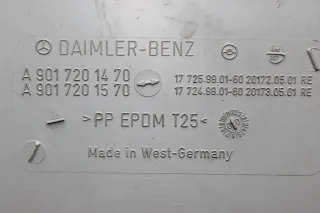 DAIMLER-BENZ
A 901 720 14 70 17 725.99.01-60 20172.05.01 RE
A 901 720 15 70 17 724.99.01-60 20173.05.01 RE
>PP EPDM T25<
Made in West-Germany